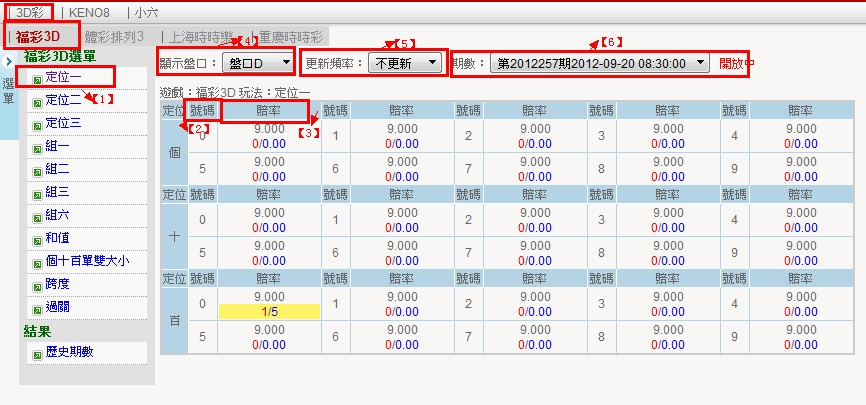 3D彩 | KENO8 | 小六
福彩3D 體彩排列3 | 上海時時樂 | 重慶時時彩
選單
福彩3D選單
定位一
【1】
定位二
定位三
組一
組二
組三
組六
和值
個十百單雙大小
跨度
過關
結果
歷史期數
【4】 【5】 【6】
顯示盤口： 盤口D 更新頻率： 不更新 期數： 第2012257期2012-09-20 08:30:00 開放中
遊戲：福彩3D 玩法：定位一
定位 號碼 賠率 號碼 賠率 號碼 賠率 號碼 賠率 號碼 賠率
【2】 【3】
個 0 9.000 1 9.000 2 9.000 3 9.000 4 9.000
0/0.00 0/0.00 0/0.00 0/0.00 0/0.00
5 9.000 6 9.000 7 9.000 8 9.000 9 9.000
0/0.00 0/0.00 0/0.00 0/0.00 0/0.00
定位 號碼 賠率 號碼 賠率 號碼 賠率 號碼 賠率 號碼 賠率
十 0 9.000 1 9.000 2 9.000 3 9.000 4 9.000
0/0.00 0/0.00 0/0.00 0/0.00 0/0.00
5 9.000 6 9.000 7 9.000 8 9.000 9 9.000
0/0.00 0/0.00 0/0.00 0/0.00 0/0.00
定位 號碼 賠率 號碼 賠率 號碼 賠率 號碼 賠率 號碼 賠率
百 0 9.000 1 9.000 2 9.000 3 9.000 4 9.000
1/5 0/0.00 0/0.00 0/0.00 0/0.00
5 9.000 6 9.000 7 9.000 8 9.000 9 9.000
0/0.00 0/0.00 0/0.00 0/0.00 0/0.00